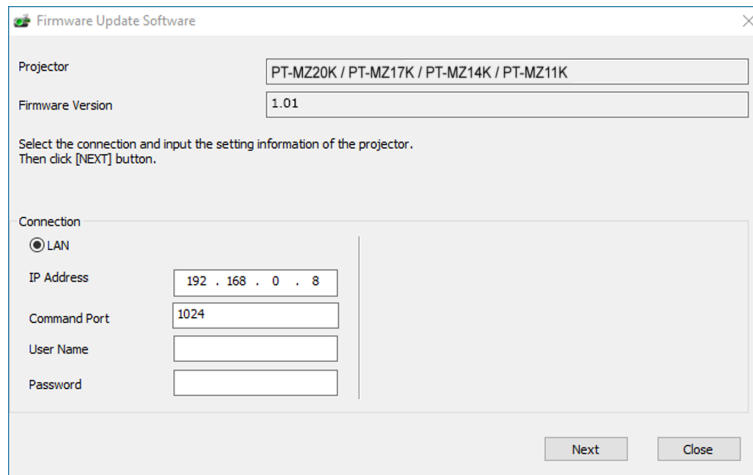 Firmware Update Software
Projector PT-MZ20K / PT-MZ17K / PT-MZ14K / PT-MZ11K
Firmware Version 1.01
Select the connection and input the setting information of the projector.
Then click [NEXT] button.
Connection
LAN
IP Address 192 . 168 . 0 . 8
Command Port 1024
User Name
Password
Next Close